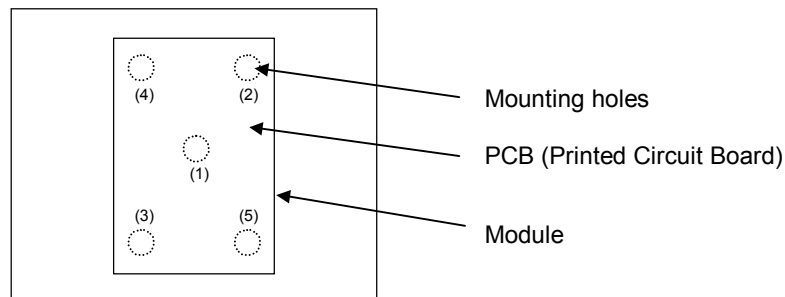 (4)
(2)
Mounting holes
PCB (Printed Circuit Board)
(1)
(3)
(5)
Module